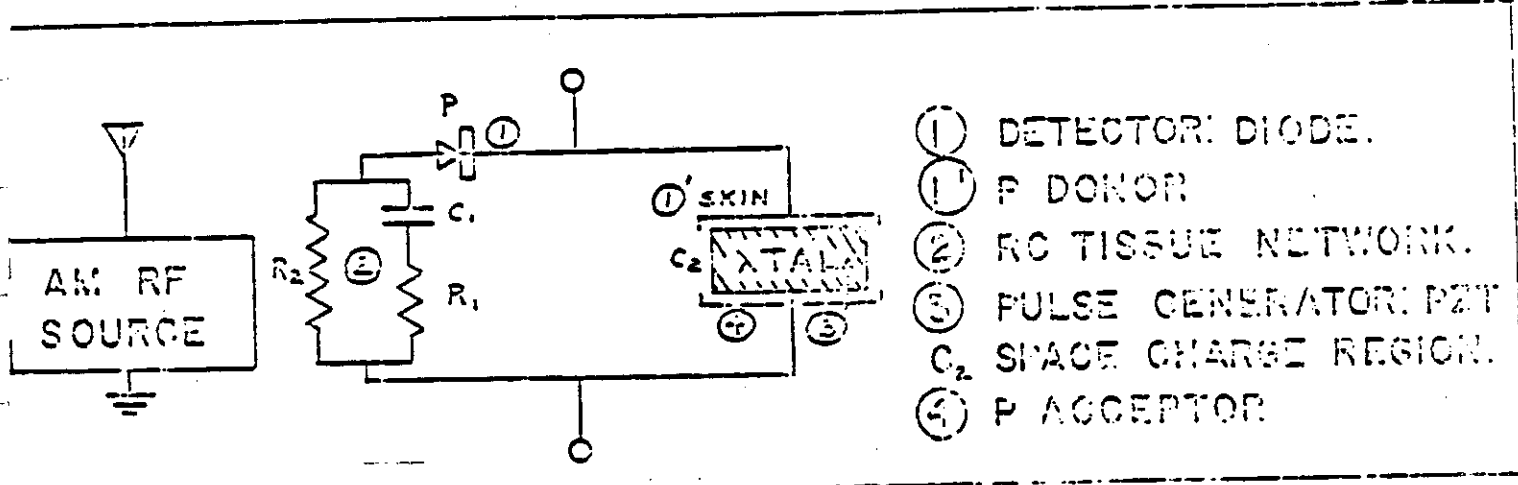 AM RF
SOURCE
P
①
R₂
②
C₁
R₁
①' SKIN
C₂
XTAL
④
③
① DETECTOR: DIODE.
①' P DONOR
② RC TISSUE NETWORK.
③ PULSE GENERATOR: PZT
C₂ SPACE CHARGE REGION.
④ P ACCEPTOR